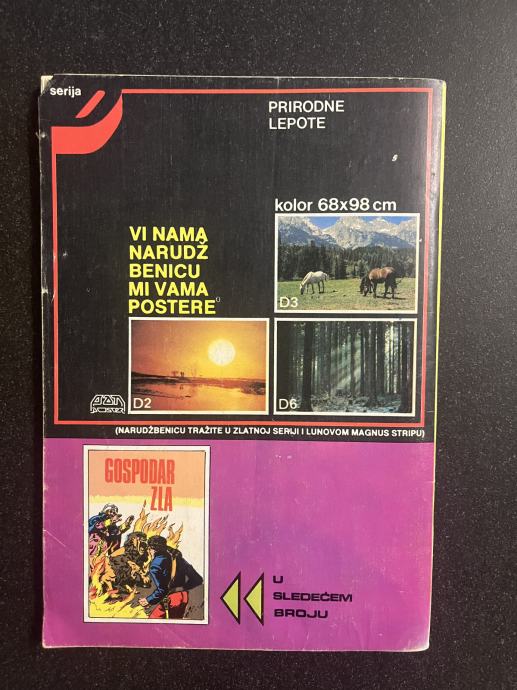 serija
PRIRODNE
LEPOTE
kolor 68x98 cm
VI NAMA
NARUDŽ
BENICU
MI VAMA
POSTERE
D3
D2
D6
(NARUDŽBENICU TRAŽITE U ZLATNOJ SERIJI I LUNOVOM MAGNUS STRIPU)
GOSPODAR
ZLA
U
SLEDEĆEM
BROJU